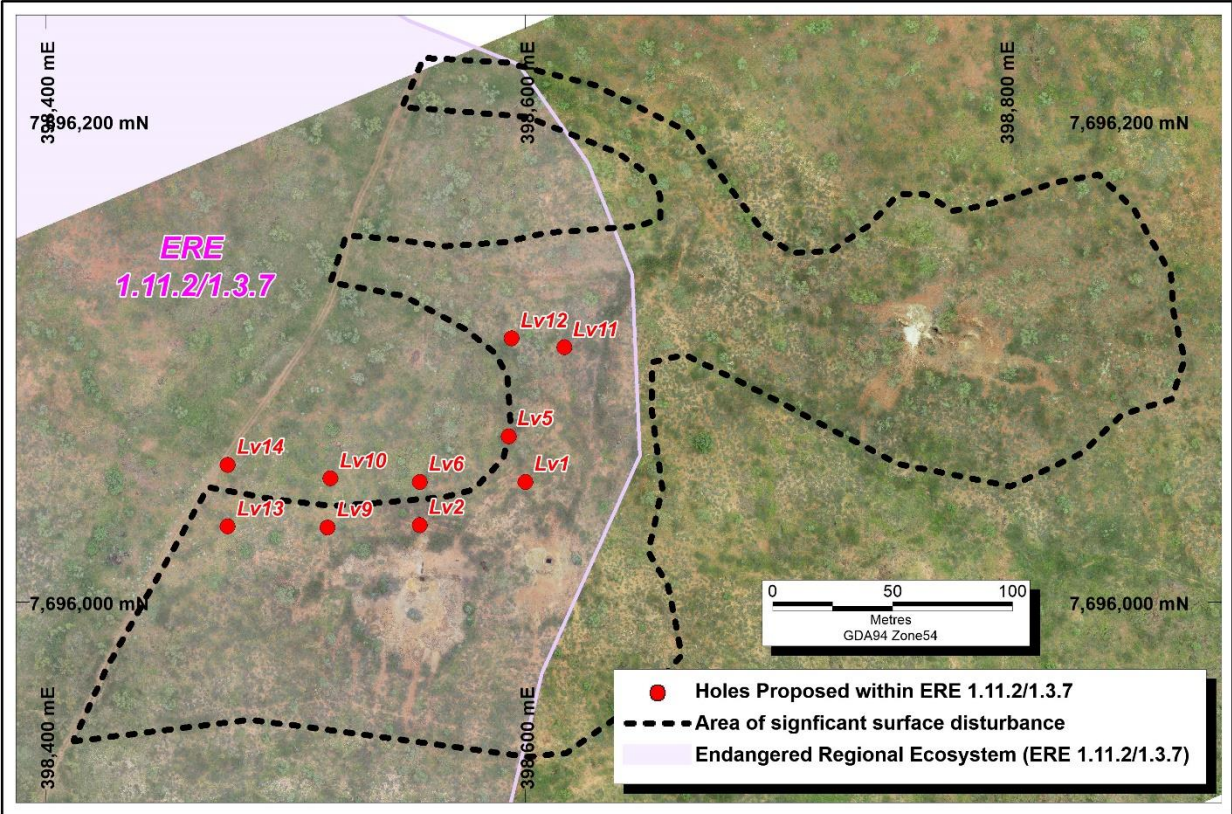 398,400 mE
398,600 mE
398,800 mE
7,696,200 mN
7,696,200 mN
ERE
1.11.2/1.3.7
Lv12
Lv11
Lv5
Lv14
Lv10
Lv6
Lv1
Lv13
Lv9
Lv2
7,696,000 mN
7,696,000 mN
0 50 100
Metres
GDA94 Zone54
398,400 mE
398,600 mE
Holes Proposed within ERE 1.11.2/1.3.7
Area of signficant surface disturbance
Endangered Regional Ecosystem (ERE 1.11.2/1.3.7)